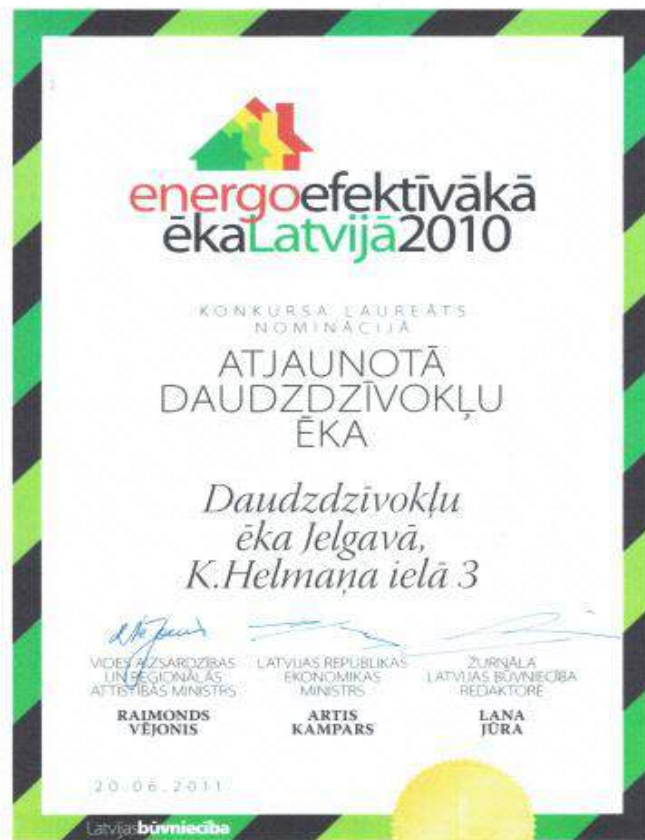 energoefektīvākā
ēkaLatvijā2010
KONKURSA LAUREĀTS
NOMINĀCIJĀ
ATJAUNOTĀ
DAUDZDZĪVOKĻU
ĒKA
Daudzdzīvokļu
ēka Jelgavā,
K.Helmaņa ielā 3
VIDES AIZSARDZĪBAS
UN REĢIONĀLĀS
ATTĪSTĪBAS MINISTRS
RAIMONDS
VĒJONIS
LATVIJAS REPUBLIKAS
EKONOMIKAS
MINISTRS
ARTIS
KAMPARS
ŽURNĀLA
LATVIJAS BŪVNIECĪBA
REDAKTORE
LANA
JŪRA
20.06.2011
Latvijasbūvniecība